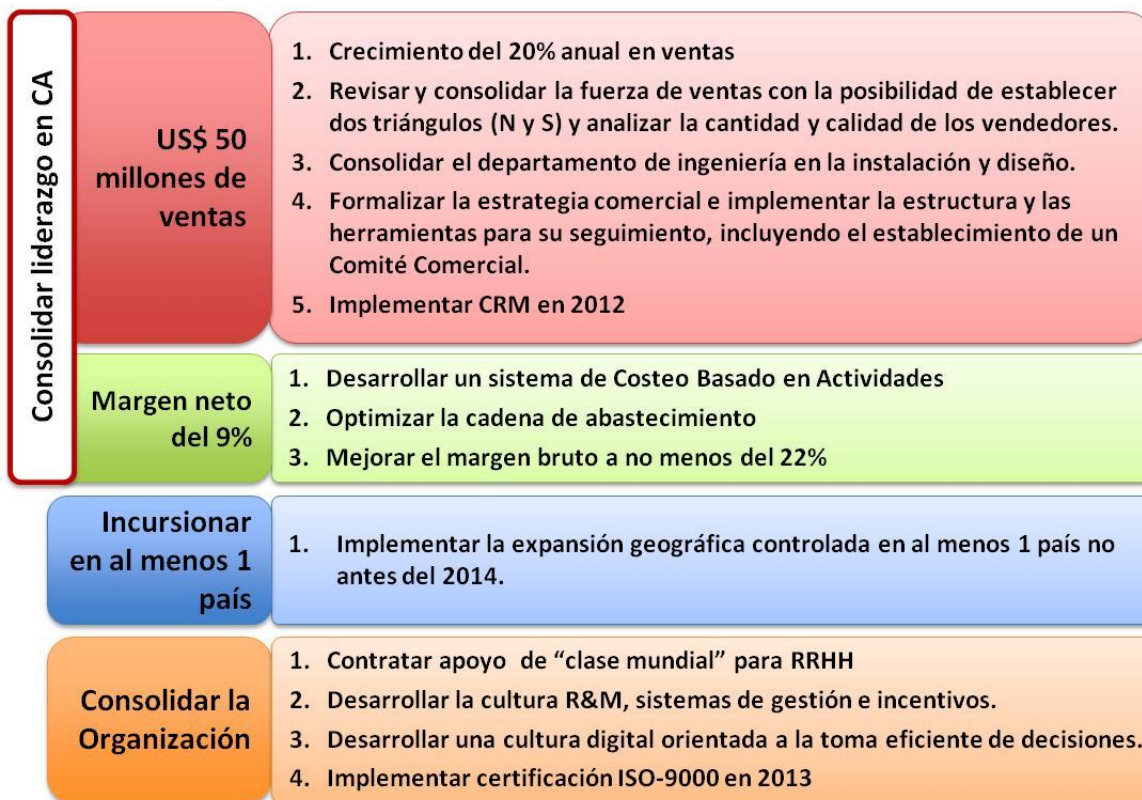 Consolidar liderazgo en CA
US$ 50
millones de
ventas
1. Crecimiento del 20% anual en ventas
2. Revisar y consolidar la fuerza de ventas con la posibilidad de establecer
dos triángulos (N y S) y analizar la cantidad y calidad de los vendedores.
3. Consolidar el departamento de ingeniería en la instalación y diseño.
4. Formalizar la estrategia comercial e implementar la estructura y las
herramientas para su seguimiento, incluyendo el establecimiento de un
Comité Comercial.
5. Implementar CRM en 2012
Margen neto
del 9%
1. Desarrollar un sistema de Costeo Basado en Actividades
2. Optimizar la cadena de abastecimiento
3. Mejorar el margen bruto a no menos del 22%
Incursionar
en al menos 1
país
1. Implementar la expansión geográfica controlada en al menos 1 país no
antes del 2014.
Consolidar la
Organización
1. Contratar apoyo de “clase mundial” para RRHH
2. Desarrollar la cultura R&M, sistemas de gestión e incentivos.
3. Desarrollar una cultura digital orientada a la toma eficiente de decisiones.
4. Implementar certificación ISO-9000 en 2013